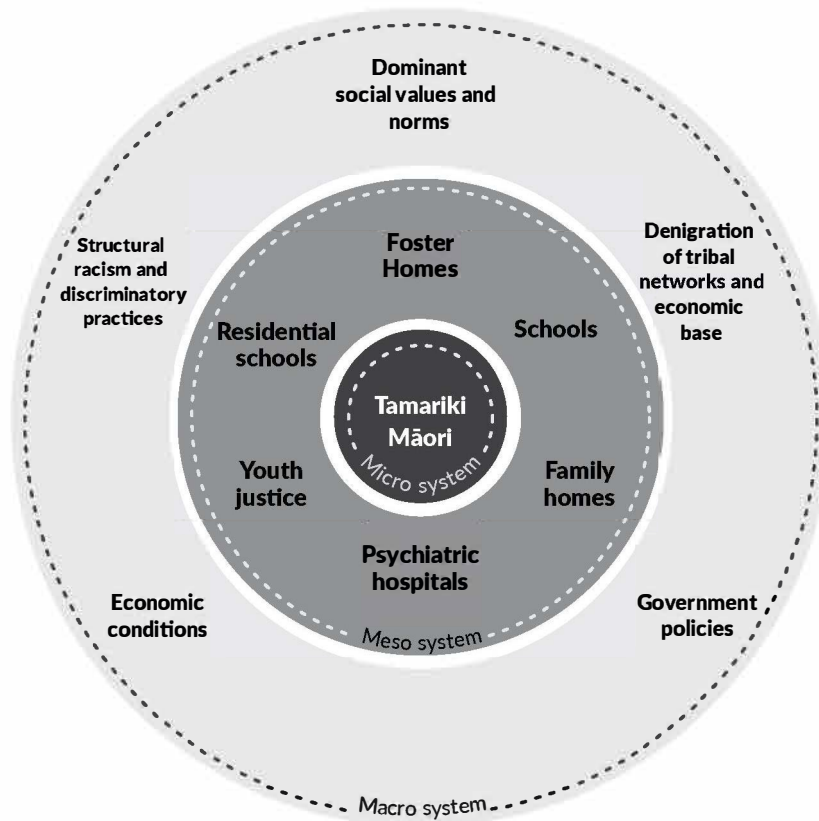 Dominant
social values and
norms
Structural
racism and
discriminatory
practices
Denigration
of tribal
networks and
economic
base
Foster
Homes
Residential
schools
Schools
Tamariki
Māori
Micro system
Youth
justice
Family
homes
Psychiatric
hospitals
Meso system
Economic
conditions
Government
policies
Macro system